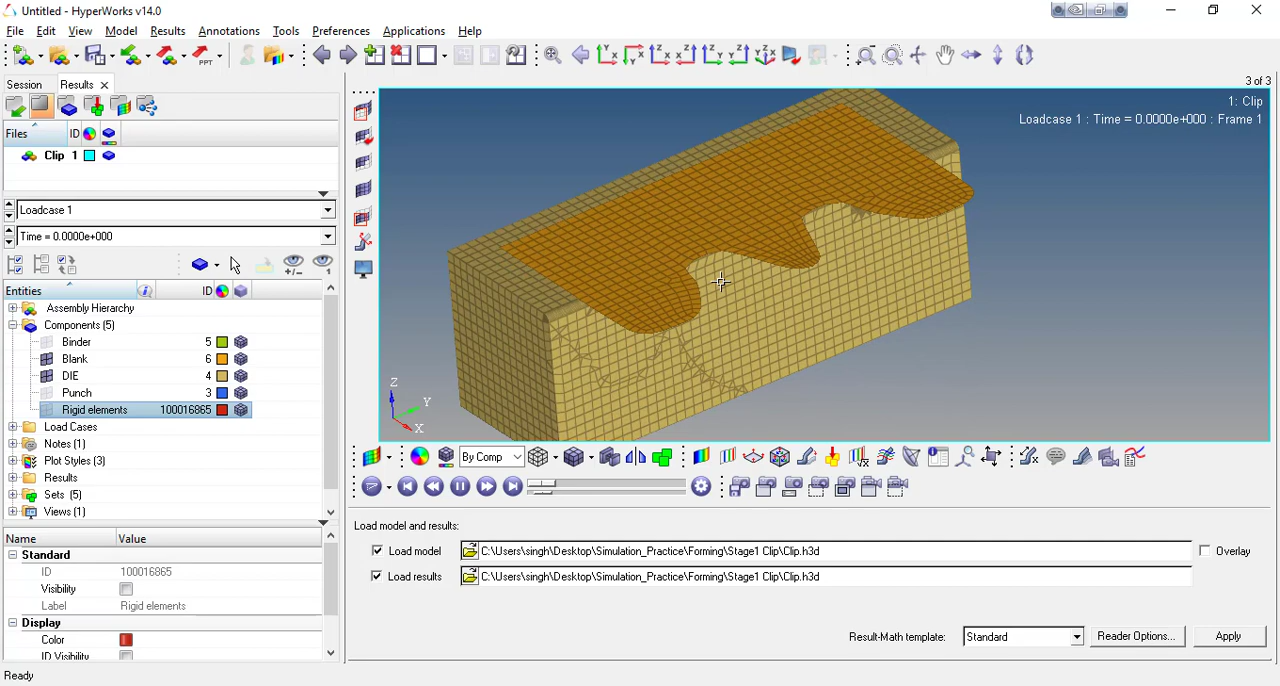 Untitled - HyperWorks v14.0
File Edit View Model Results Annotations Tools Preferences Applications Help
PPT
Session Results
3 of 3
Files ID
1: Clip
Loadcase 1 : Time = 0.0000e+000 : Frame 1
Clip 1
Loadcase 1
Time = 0.0000e+000
Entities ID
Assembly Hierarchy
Components (5)
Binder 5
Blank 6
DIE 4
Punch 3
Rigid elements 100016865
Load Cases
Notes (1)
Plot Styles (3)
Results
Sets (5)
Views (1)
Z
Y
X
By Comp
Name Value
Standard
ID 100016865
Visibility
Label Rigid elements
Display
Color
ID Visibility
Load model and results:
Load model C:\Users\singh\Desktop\Simulation_Practice\Forming\Stage1 Clip\Clip.h3d Overlay
Load results C:\Users\singh\Desktop\Simulation_Practice\Forming\Stage1 Clip\Clip.h3d
Result-Math template: Standard Reader Options... Apply
Ready